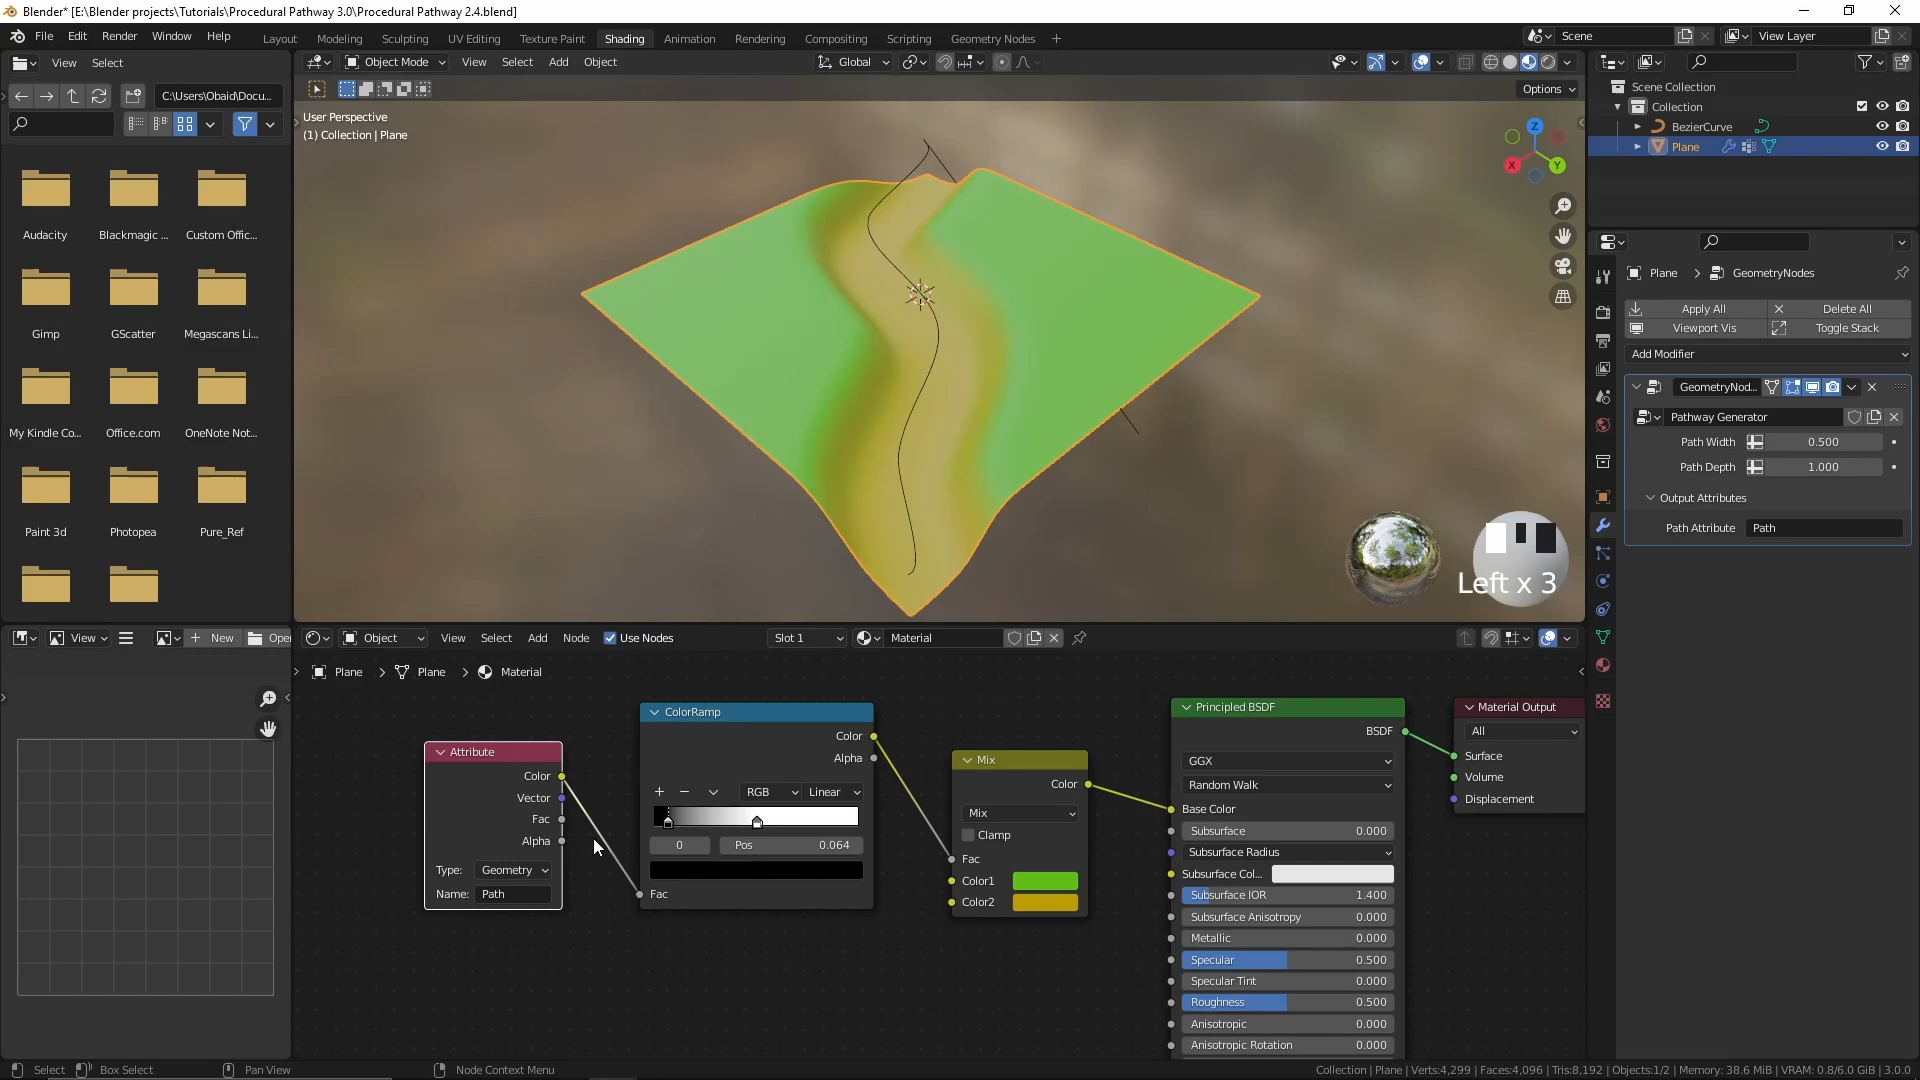 Blender* [E:\Blender projects\Tutorials\Procedural Pathway 3.0\Procedural Pathway 2.4.blend]
File Edit Render Window Help Layout Modeling Sculpting UV Editing Texture Paint Shading Animation Rendering Compositing Scripting Geometry Nodes + Scene View Layer
View Select
Object Mode View Select Add Object Global
C:\Users\Obaid\Docu...
Options
User Perspective
(1) Collection | Plane
Z
X
Y
Audacity Blackmagic ... Custom Offic...
Gimp GScatter Megascans Li...
My Kindle Co... Office.com OneNote Not...
Paint 3d Photopea Pure_Ref
Left x 3
Scene Collection
Collection
BezierCurve
Plane
Plane > GeometryNodes
Apply All Delete All
Viewport Vis Toggle Stack
Add Modifier
GeometryNod...
Pathway Generator
Path Width 0.500
Path Depth 1.000
Output Attributes
Path Attribute Path
View + New Open
Object View Select Add Node Use Nodes Slot 1 Material
Plane > Plane > Material
Attribute
Color
Vector
Fac
Alpha
Type: Geometry
Name: Path
ColorRamp
Color
Alpha
+ − RGB Linear
0 Pos 0.064
Fac
Mix
Color
Mix
Clamp
Fac
Color1
Color2
Principled BSDF
BSDF
GGX
Random Walk
Base Color
Subsurface 0.000
Subsurface Radius
Subsurface Col...
Subsurface IOR 1.400
Subsurface Anisotropy 0.000
Metallic 0.000
Specular 0.500
Specular Tint 0.000
Roughness 0.500
Anisotropic 0.000
Anisotropic Rotation 0.000
Material Output
All
Surface
Volume
Displacement
Select Box Select Pan View Node Context Menu Collection | Plane | Verts:4,299 | Faces:4,096 | Tris:8,192 | Objects:1/2 | Memory: 38.6 MiB | VRAM: 0.8/6.0 GiB | 3.0.0